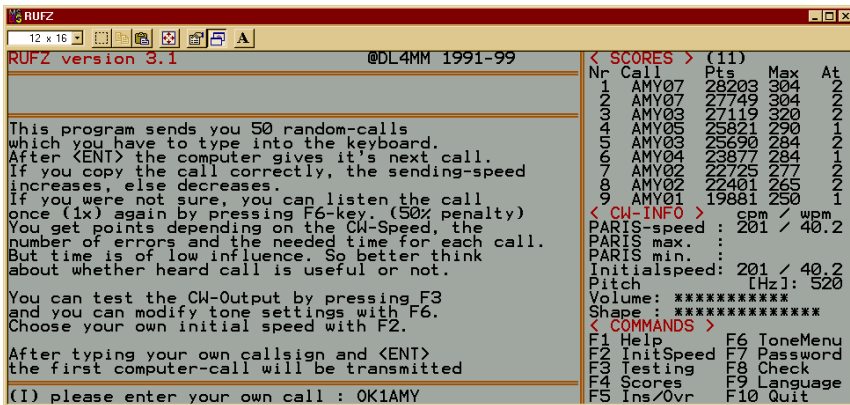 RUFZ
12 x 16
A
RUFZ version 3.1 @DL4MM 1991-99
This program sends you 50 random-calls
which you have to type into the keyboard.
After <ENT> the computer gives it's next call.
If you copy the call correctly, the sending-speed
increases, else decreases.
If you were not sure, you can listen the call
once (1x) again by pressing F6-key. (50% penalty)
You get points depending on the CW-Speed, the
number of errors and the needed time for each call.
But time is of low influence. So better think
about whether heard call is useful or not.
You can test the CW-Output by pressing F3
and you can modify tone settings with F6.
Choose your own initial speed with F2.
After typing your own callsign and <ENT>
the first computer-call will be transmitted
(I) please enter your own call : OK1AMY
< SCORES > (11)
Nr Call Pts Max At
1 AMY07 28203 304 2
2 AMY07 27749 304 2
3 AMY03 27119 320 2
4 AMY05 25821 290 1
5 AMY03 25690 284 2
6 AMY04 23877 284 1
7 AMY02 22725 277 2
8 AMY02 22401 265 2
9 AMY01 19881 250 1
< CW-INFO > cpm / wpm
PARIS-speed : 201 / 40.2
PARIS max. :
PARIS min. :
Initialspeed: 201 / 40.2
Pitch [Hz]: 520
Volume: ***********
Shape : **************
< COMMANDS >
F1 Help F6 ToneMenu
F2 InitSpeed F7 Password
F3 Testing F8 Check
F4 Scores F9 Language
F5 Ins/Ovr F10 Quit